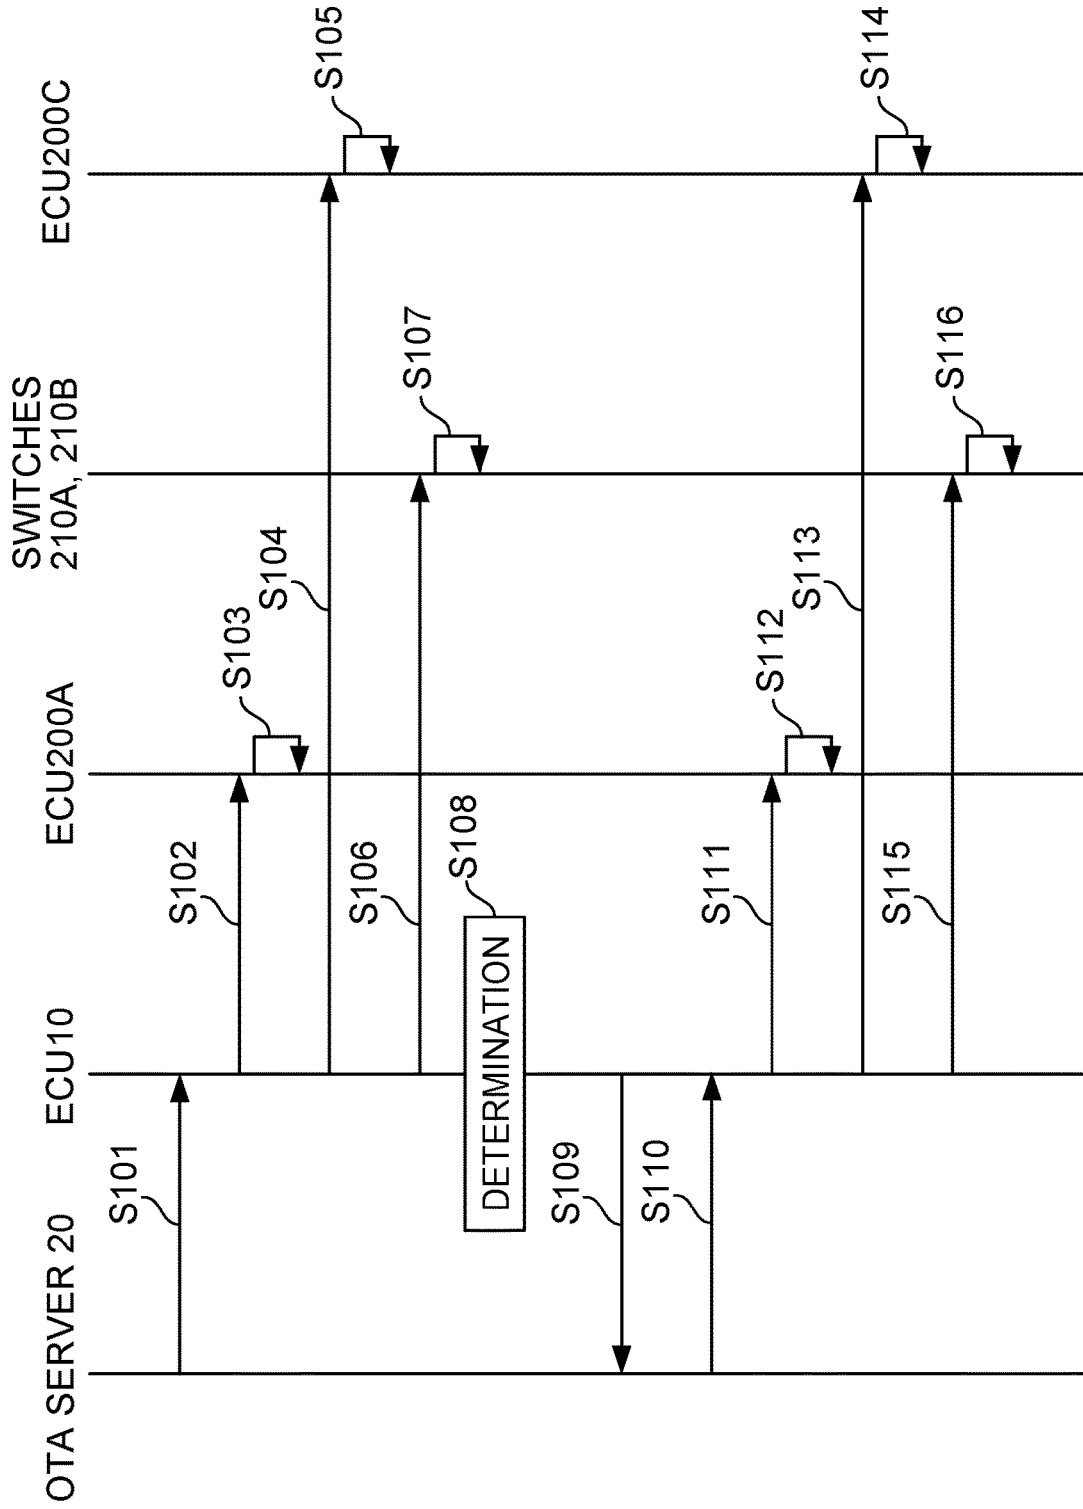 OTA SERVER 20
ECU10
ECU200A
SWITCHES
210A, 210B
ECU200C
S101
S102
S103
S104
S105
S106
S107
S108
DETERMINATION
S109
S110
S111
S112
S113
S114
S115
S116